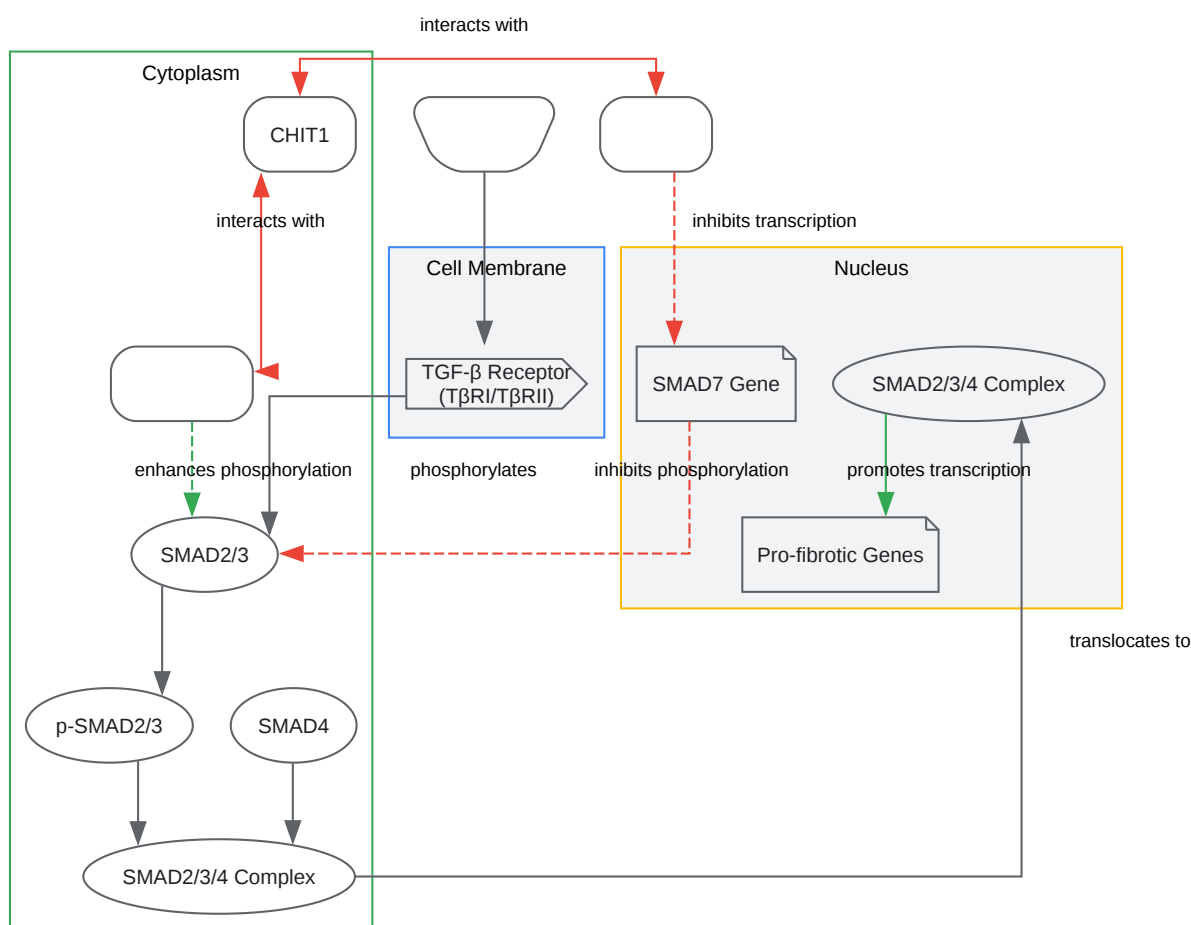 interacts with
Cytoplasm
CHIT1
interacts with
inhibits transcription
Cell Membrane
Nucleus
TGF-β Receptor
(TβRI/TβRII)
SMAD7 Gene
SMAD2/3/4 Complex
enhances phosphorylation
phosphorylates
inhibits phosphorylation
promotes transcription
SMAD2/3
Pro-fibrotic Genes
translocates to
p-SMAD2/3
SMAD4
SMAD2/3/4 Complex